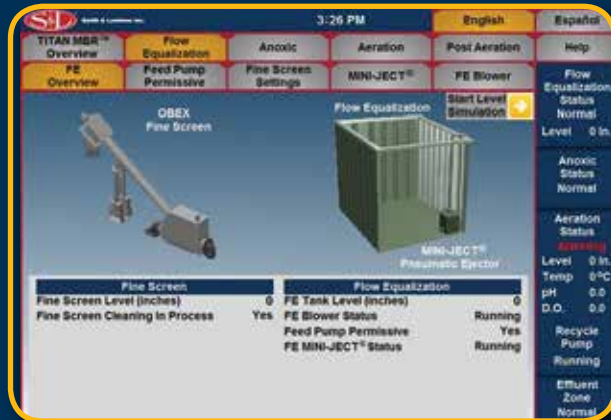 S&L Smith & Loveless Inc.
3:26 PM
English
Español
TITAN MBR™
Overview
Flow
Equalization
Anoxic
Aeration
Post Aeration
Help
FE
Overview
Feed Pump
Permissive
Fine Screen
Settings
MINI-JECT®
FE Blower
OBEX
Fine Screen
Flow Equalization
Start Level
Simulation
MINI-JECT®
Pneumatic Ejector
Fine Screen
Fine Screen Level (inches) 0
Fine Screen Cleaning In Process Yes
Flow Equalization
FE Tank Level (inches) 0
FE Blower Status Running
Feed Pump Permissive Yes
FE MINI-JECT® Status Running
Flow
Equalization
Status
Normal
Level 0 In.
Anoxic
Status
Normal
Aeration
Status
Level 0 In.
Temp 0°C
pH 0.0
D.O. 0.0
Recycle
Pump
Running
Effluent
Zone
Normal